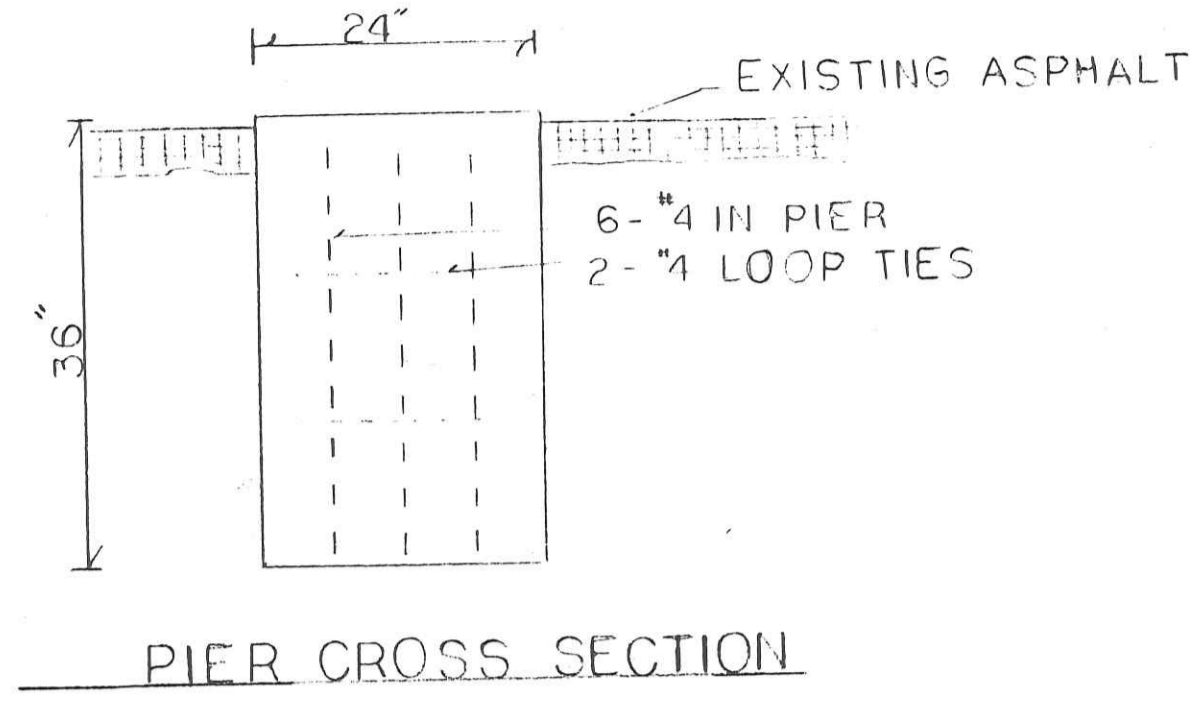 24"
EXISTING ASPHALT
6-#4 IN PIER
2-#4 LOOP TIES
36"
PIER CROSS SECTION